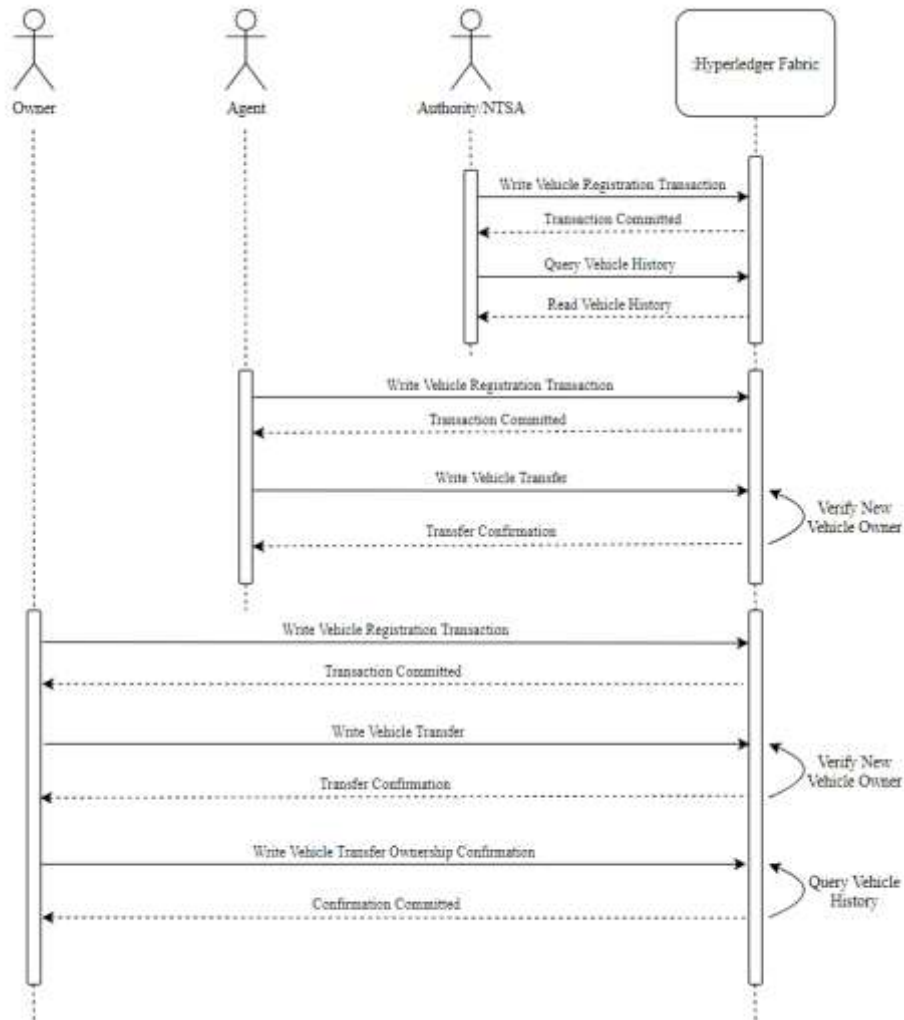 :Hyperledger Fabric
Owner
Agent
Authority/NTSA
Write Vehicle Registration Transaction
Transaction Committed
Query Vehicle History
Read Vehicle History
Write Vehicle Registration Transaction
Transaction Committed
Write Vehicle Transfer
Verify New
Vehicle Owner
Transfer Confirmation
Write Vehicle Registration Transaction
Transaction Committed
Write Vehicle Transfer
Verify New
Vehicle Owner
Transfer Confirmation
Write Vehicle Transfer Ownership Confirmation
Query Vehicle
History
Confirmation Committed